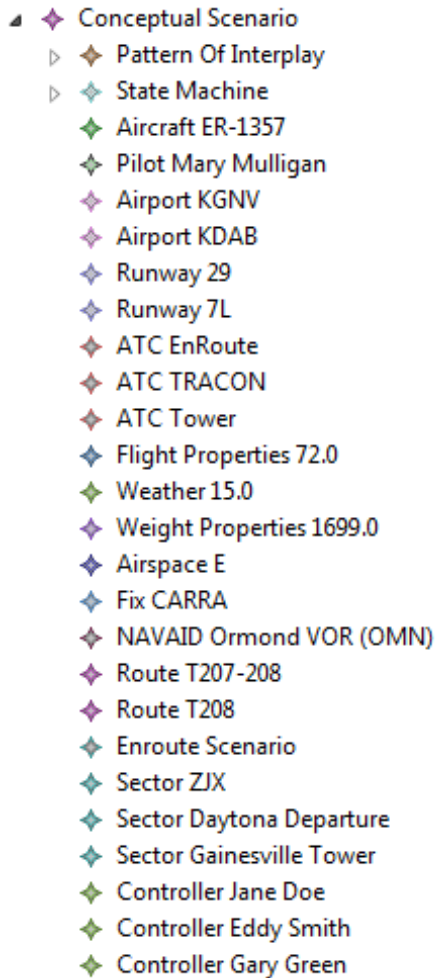 Conceptual Scenario
Pattern Of Interplay
State Machine
Aircraft ER-1357
Pilot Mary Mulligan
Airport KGNV
Airport KDAB
Runway 29
Runway 7L
ATC EnRoute
ATC TRACON
ATC Tower
Flight Properties 72.0
Weather 15.0
Weight Properties 1699.0
Airspace E
Fix CARRA
NAVAID Ormond VOR (OMN)
Route T207-208
Route T208
Enroute Scenario
Sector ZJX
Sector Daytona Departure
Sector Gainesville Tower
Controller Jane Doe
Controller Eddy Smith
Controller Gary Green